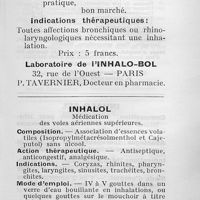 pratique,
bon marché.
Indications thérapeutiques:
Toutes affections bronchiques ou rhino-
laryngologiques nécessitant une inha-
lation.
Prix : 5 francs.
Laboratoire de l'INHALO-BOL
32, rue de l'Ouest — PARIS
P. TAVERNIER, Docteur en pharmacie.
INHALOL
Médication
des voies aériennes supérieures.
Composition. — Association d'essences vola-
tiles (Isopropylmétacrésolmenthol et Caje-
putol) sans alcool.
Action thérapeutique. — Antiseptique,
anticongestif, analgésique.
Indications. — Coryzas, rhinites, pharyn-
gites, laryngites, sinusites, bronchites,
grippe.
Mode d'emploi. — IV à V gouttes dans un
verre d'eau bouillante en inhalations, ou
quelques gouttes sur le mouchoir à titre